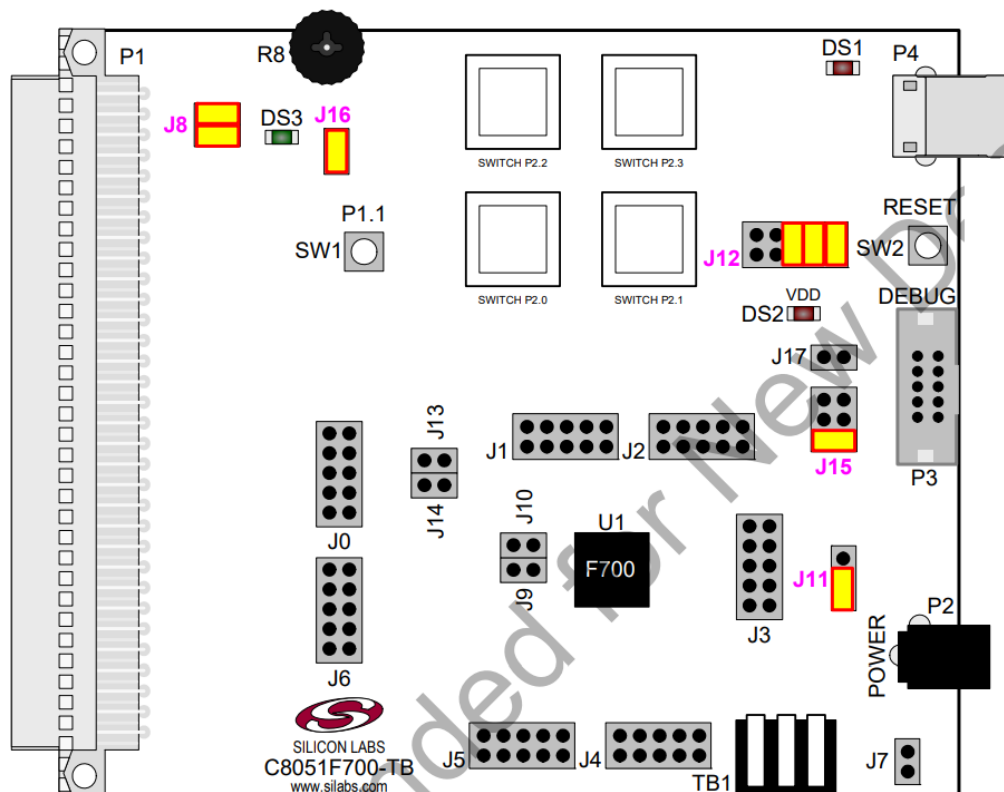 P1
R8
DS1
P4
J8
DS3
J16
SWITCH P2.2
SWITCH P2.3
P1.1
SW1
RESET
J12
SW2
SWITCH P2.0
SWITCH P2.1
VDD
DS2
DEBUG
J17
J13
J1
J2
J15
P3
J14
J0
J10
U1
F700
J9
J11
J3
P2
POWER
J6
SILICON LABS
C8051F700-TB
www.silabs.com
J5
J4
TB1
J7
nded for New D